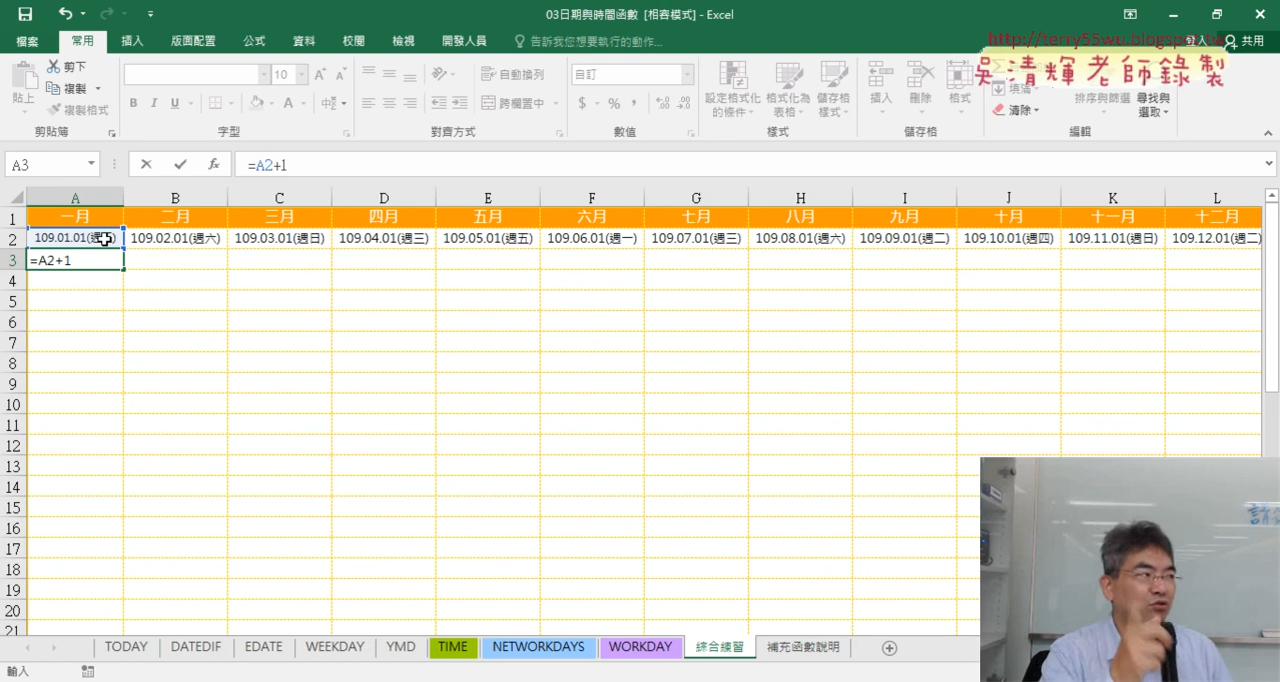 03日期與時間函數 [相容模式] - Excel
檔案 常用 插入 版面配置 公式 資料 校閱 檢視 開發人員 告訴我您想要執行的動作... 登入 共用
http://terry55wu.blogspot.tw
吳清輝老師錄製
貼上 剪下 複製 複製格式 剪貼簿
10 A A B I U A 中 字型
自動換列 跨欄置中 對齊方式
自訂 $ % , .00 數值
設定格式化的條件 格式化為表格 儲存格樣式 樣式
插入 刪除 格式 儲存格
填滿 清除 排序與篩選 尋找與選取 編輯
A3 fx =A2+1
A B C D E F G H I J K L
1 一月 二月 三月 四月 五月 六月 七月 八月 九月 十月 十一月 十二月
2 109.01.01(週 ) 109.02.01(週六) 109.03.01(週日) 109.04.01(週三) 109.05.01(週五) 109.06.01(週一) 109.07.01(週三) 109.08.01(週六) 109.09.01(週二) 109.10.01(週四) 109.11.01(週日) 109.12.01(週二)
3 =A2+1
4
5
6
7
8
9
10
11
12
13
14
15
16
17
18
19
20
21
TODAY DATEDIF EDATE WEEKDAY YMD TIME NETWORKDAYS WORKDAY 綜合練習 補充函數說明
輸入